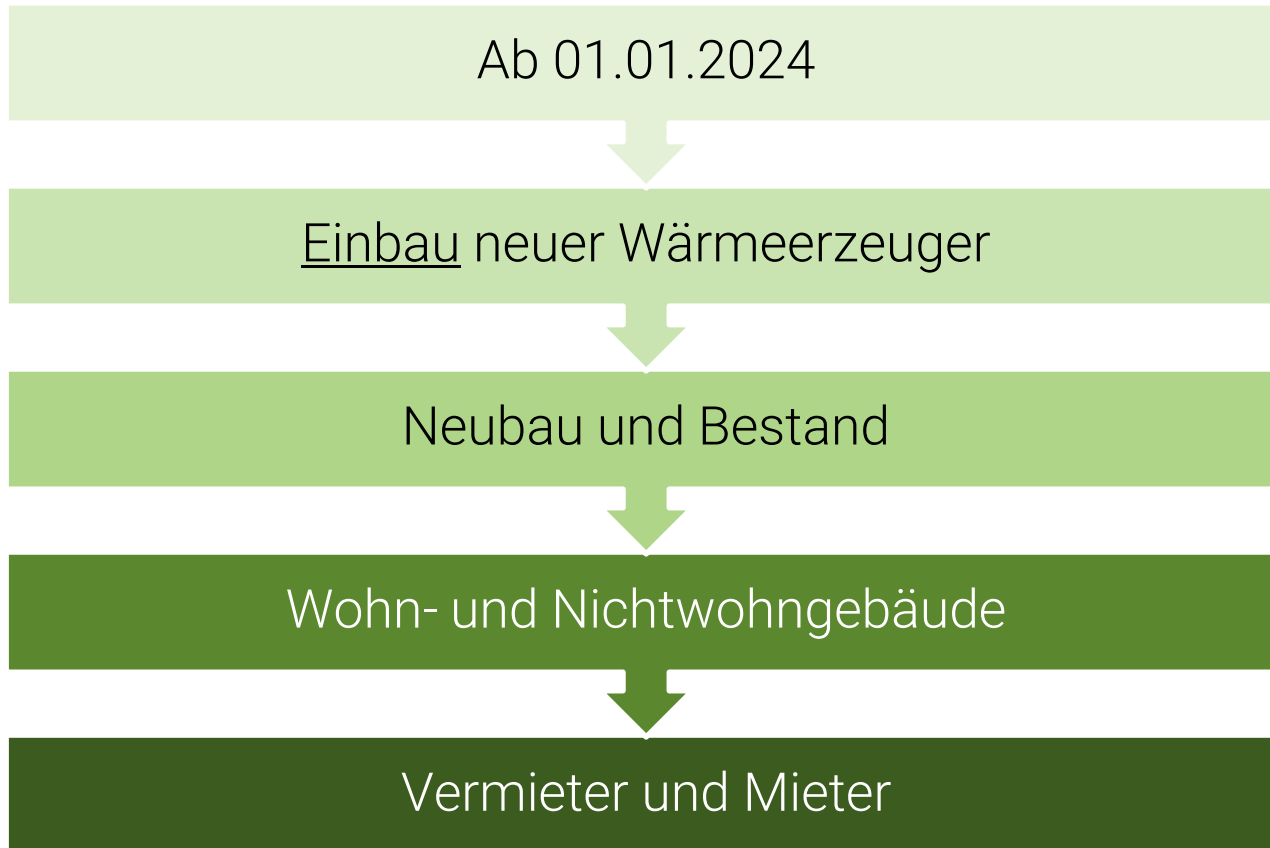 Ab 01.01.2024
Einbau neuer Wärmeerzeuger
Neubau und Bestand
Wohn- und Nichtwohngebäude
Vermieter und Mieter